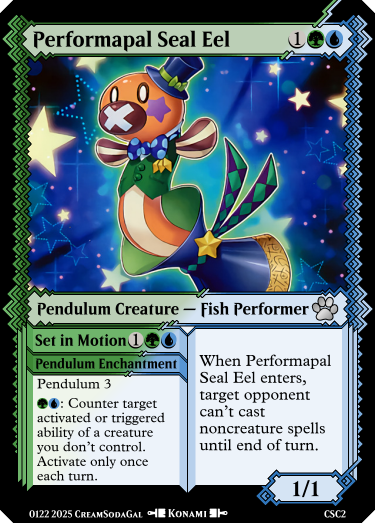 Performapal Seal Eel 1
Pendulum Creature — Fish Performer
Set in Motion 1
Pendulum Enchantment
Pendulum 3
: Counter target
activated or triggered
ability of a creature
you don't control.
Activate only once
each turn.
When Performapal
Seal Eel enters,
target opponent
can't cast
noncreature spells
until end of turn.
1/1
0122 2025 CreamSodaGal KONAMI CSC2